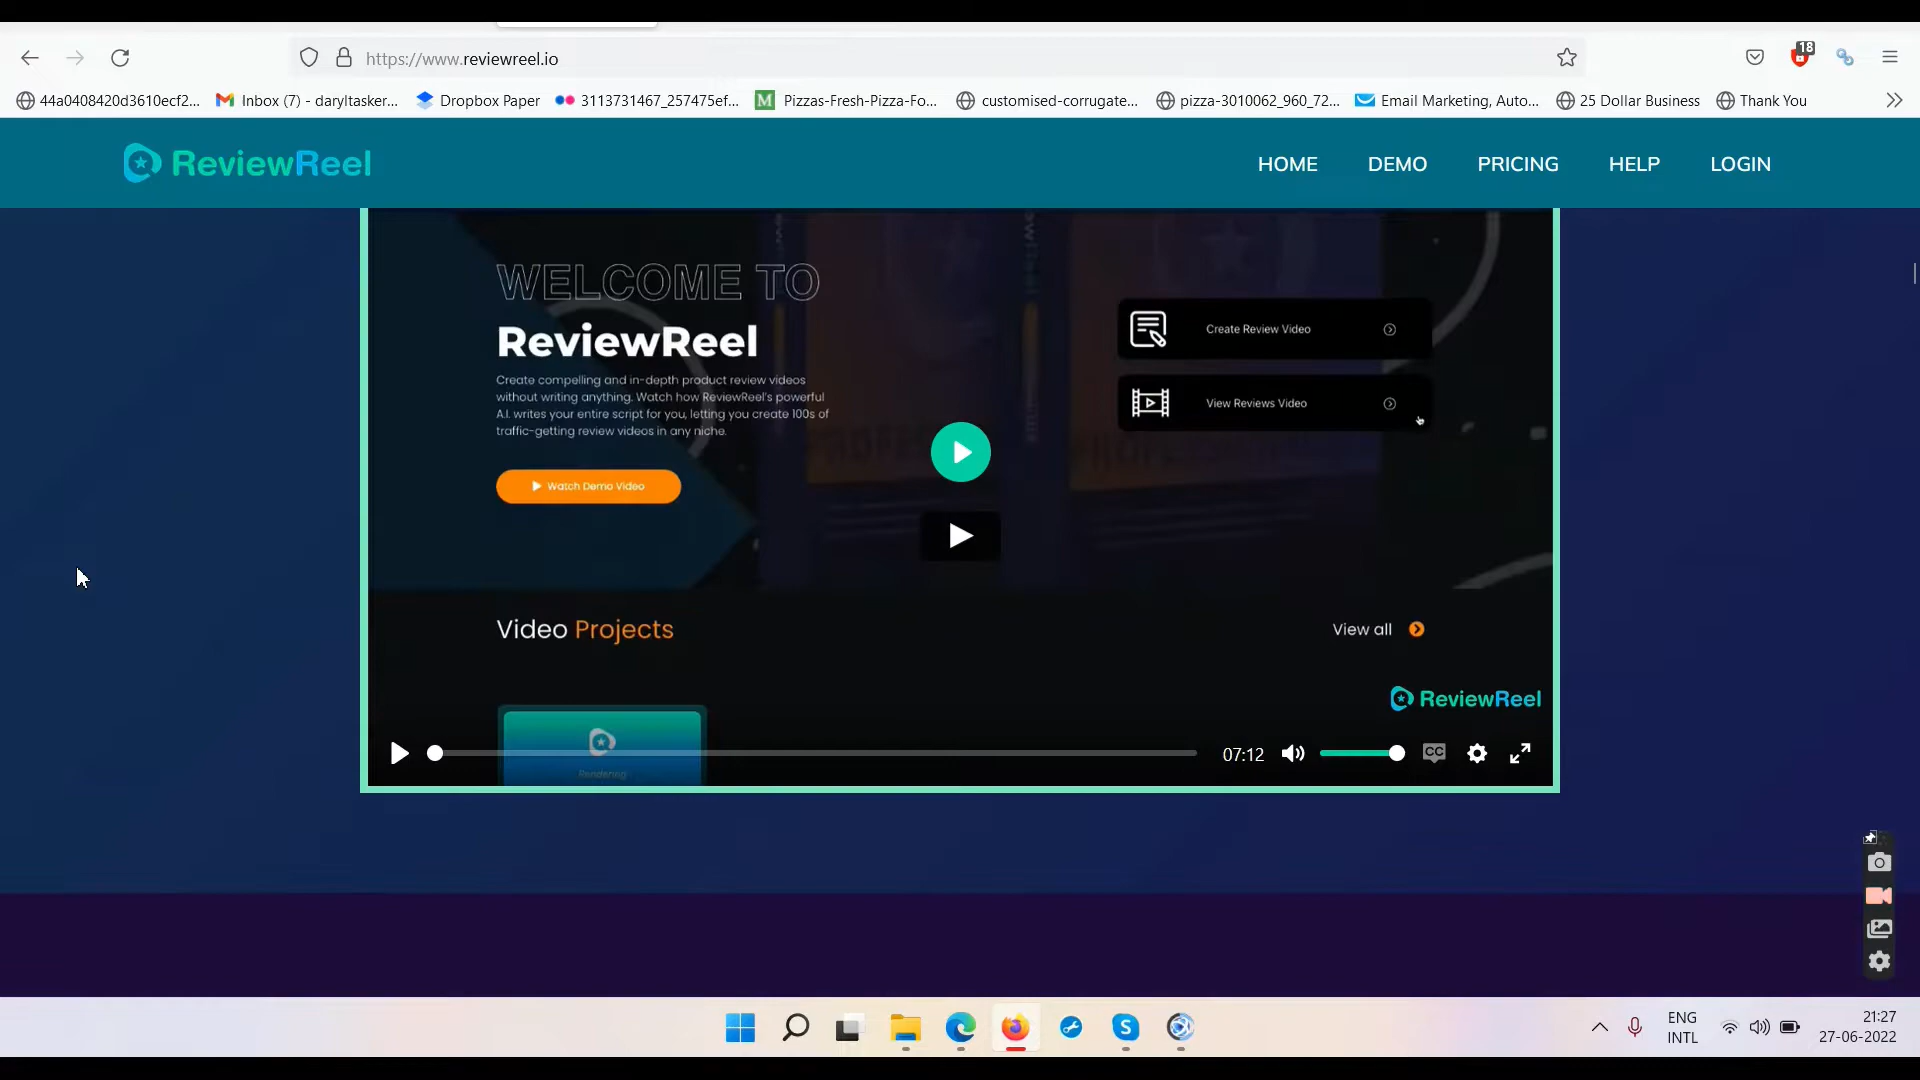 18
https://www.reviewreel.io
44a0408420d3610ecf2...
Inbox (7) - daryltasker...
Dropbox Paper
3113731467_257475ef...
M
Pizzas-Fresh-Pizza-Fo...
customised-corrugate...
pizza-3010062_960_72...
Email Marketing, Auto...
25 Dollar Business
Thank You
ReviewReel
HOME
DEMO
PRICING
HELP
LOGIN
WELCOME TO
ReviewReel
Create compelling and in-depth product review videos
without writing anything. Watch how ReviewReel's powerful
A.I. writes your entire script for you, letting you create 100s of
traffic-getting review videos in any niche.
Watch Demo Video
Create Review Video
View Reviews Video
Video Projects
View all
ReviewReel
Rendering
07:12
CC
S
ENG
INTL
21:27
27-06-2022